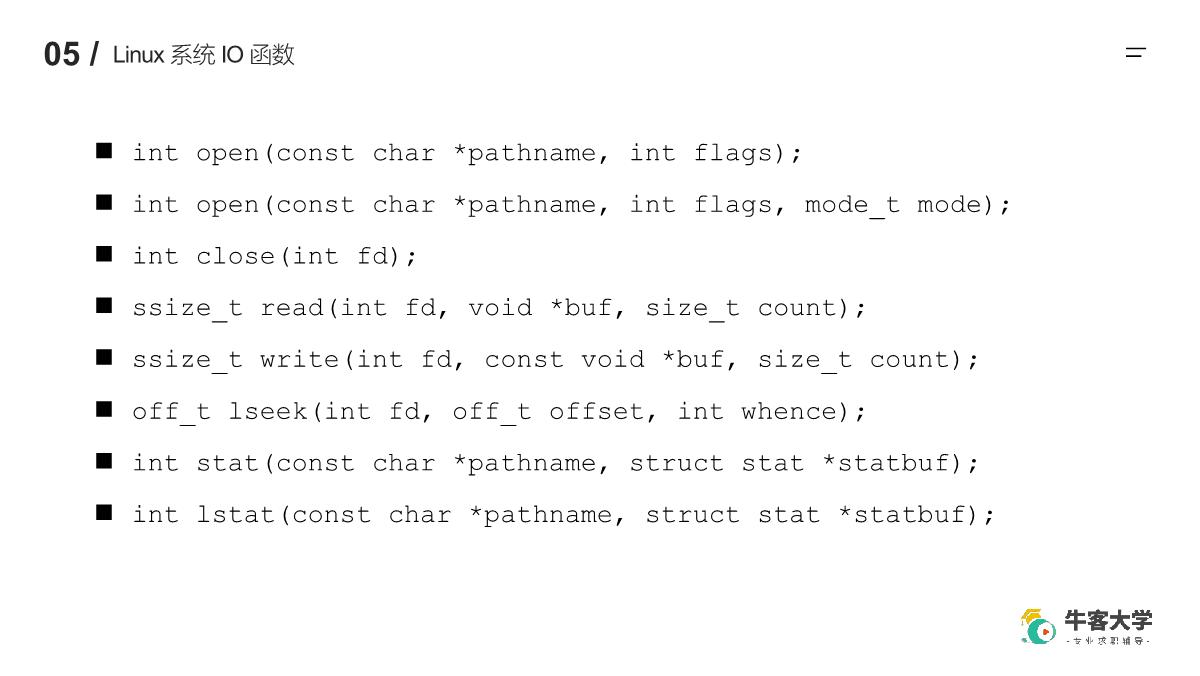 05 / Linux 系统 IO 函数
■ int open(const char *pathname, int flags);
■ int open(const char *pathname, int flags, mode_t mode);
■ int close(int fd);
■ ssize_t read(int fd, void *buf, size_t count);
■ ssize_t write(int fd, const void *buf, size_t count);
■ off_t lseek(int fd, off_t offset, int whence);
■ int stat(const char *pathname, struct stat *statbuf);
■ int lstat(const char *pathname, struct stat *statbuf);
牛客大学
-专业求职辅导-